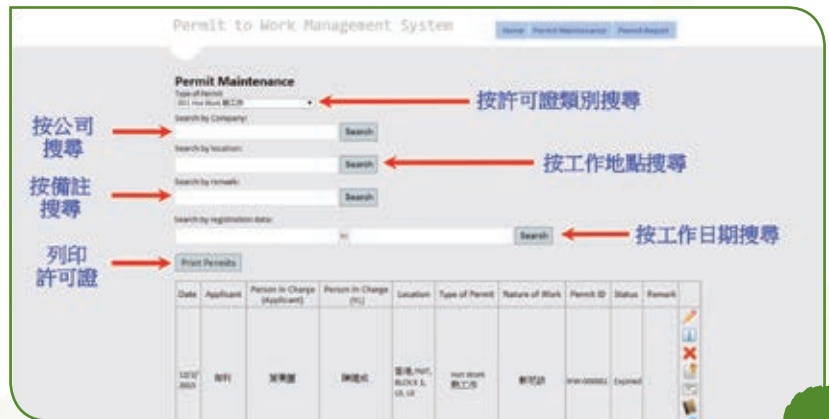 Permit to Work Management System
Home Permit Maintenance Permit Report
Permit Maintenance
Type of Permit
按許可證類別搜尋
Search by Company:
按公司
搜尋
Search
Search by location:
Search
按工作地點搜尋
Search by remark:
按備註
搜尋
Search
Search by registration date:
to
Search
按工作日期搜尋
列印
許可證
Print Permits
Date Applicant Person In Charge (Applicant) Person In Charge Location Type of Permit Nature of Work Permit ID Status Remark
Hot Work
熱工作
Expired